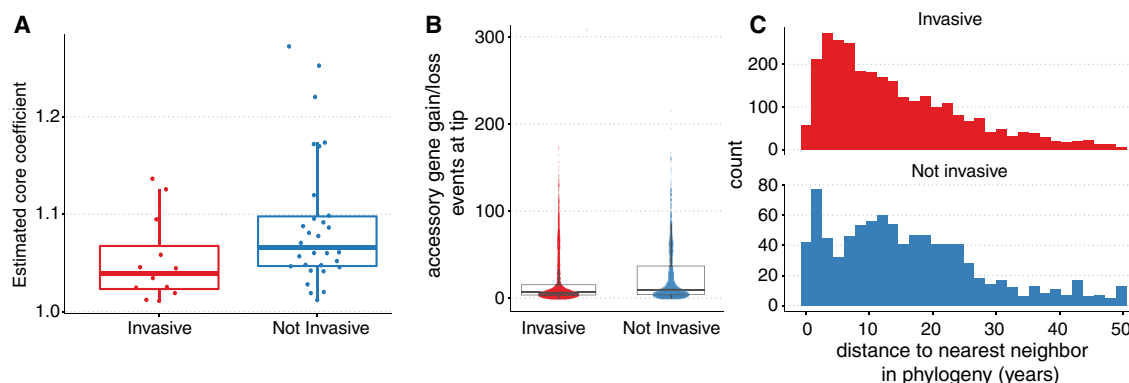 A
Estimated core coefficient
1.2
1.1
1.0
Invasive
Not Invasive
B
accessory gene gain/loss
events at tip
300
200
100
0
Invasive
Not Invasive
C
Invasive
count
200
100
0
Not invasive
80
60
40
20
0
0
10
20
30
40
50
distance to nearest neighbor
in phylogeny (years)